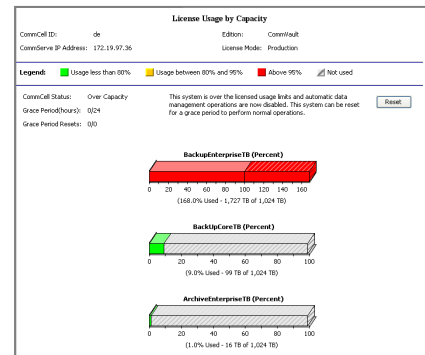 License Usage by Capacity
CommCell ID: de Edition: CommVault
CommServe IP Address: 172.19.97.36 License Mode: Production
Legend: Usage less than 80% Usage between 80% and 95% Above 95% Not used
CommCell Status: Over Capacity
Grace Period(hours): 0/24
Grace Period Resets: 0/0
This system is over the licensed usage limits and automatic data
management operations are now disabled. This system can be reset
for a grace period to perform normal operations.
Reset
BackupEnterpriseTB (Percent)
0 20 40 60 80 100 120 140 160
(168.0% Used - 1,727 TB of 1,024 TB)
BackUpCoreTB (Percent)
0 20 40 60 80 100
(9.0% Used - 99 TB of 1,024 TB)
ArchiveEnterpriseTB (Percent)
0 20 40 60 80 100
(1.0% Used - 16 TB of 1,024 TB)